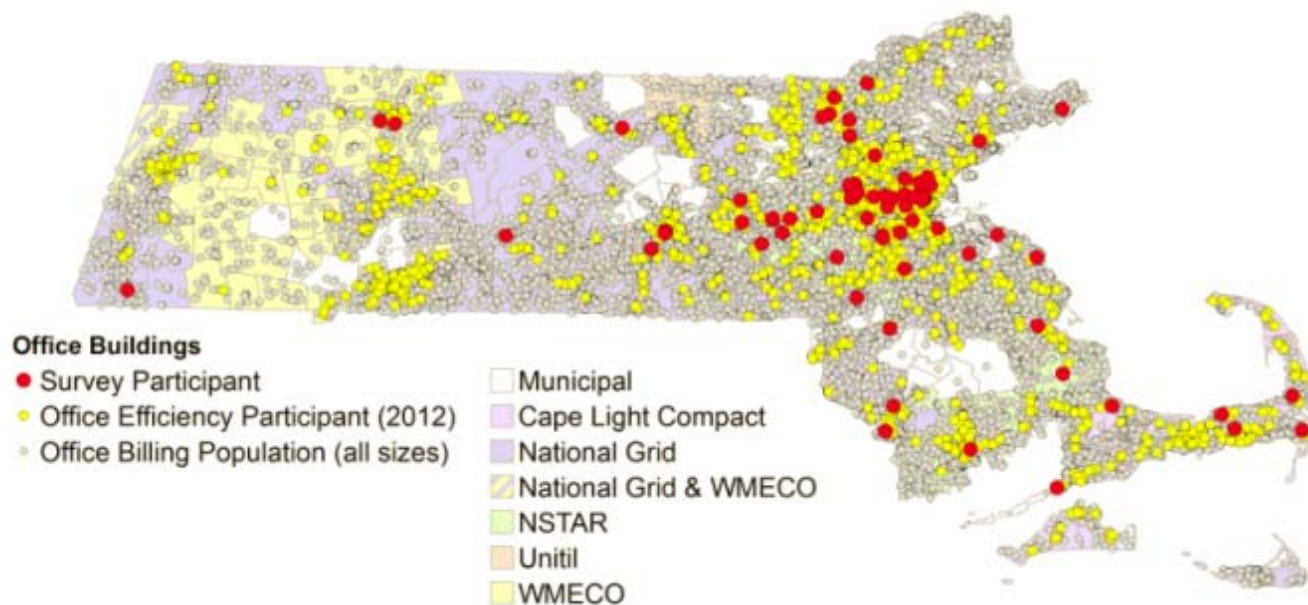 Office Buildings
Survey Participant
Office Efficiency Participant (2012)
Office Billing Population (all sizes)
Municipal
Cape Light Compact
National Grid
National Grid & WMECO
NSTAR
Unitil
WMECO